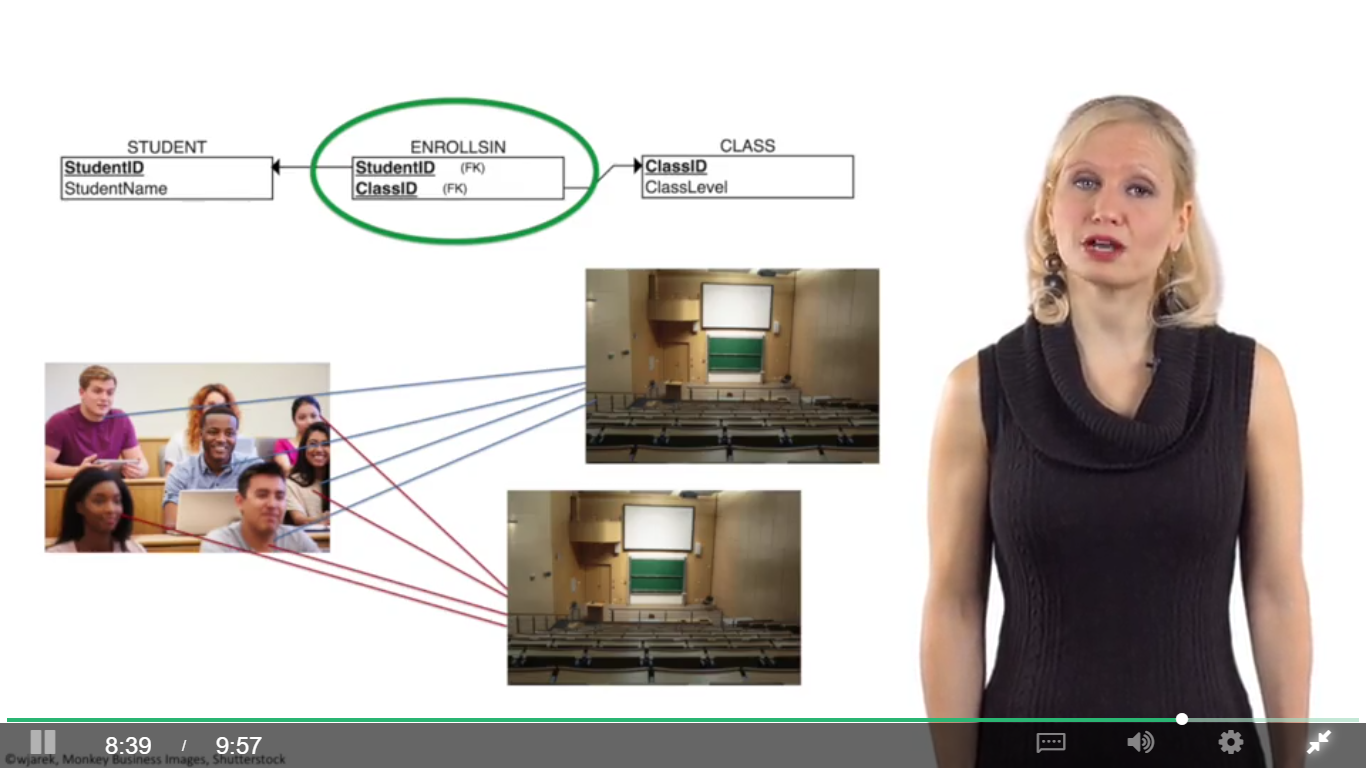 STUDENT
StudentID
StudentName
ENROLLSIN
StudentID (FK)
ClassID (FK)
CLASS
ClassID
ClassLevel
8:39 / 9:57
©wjarek, Monkey Business Images, Shutterstock